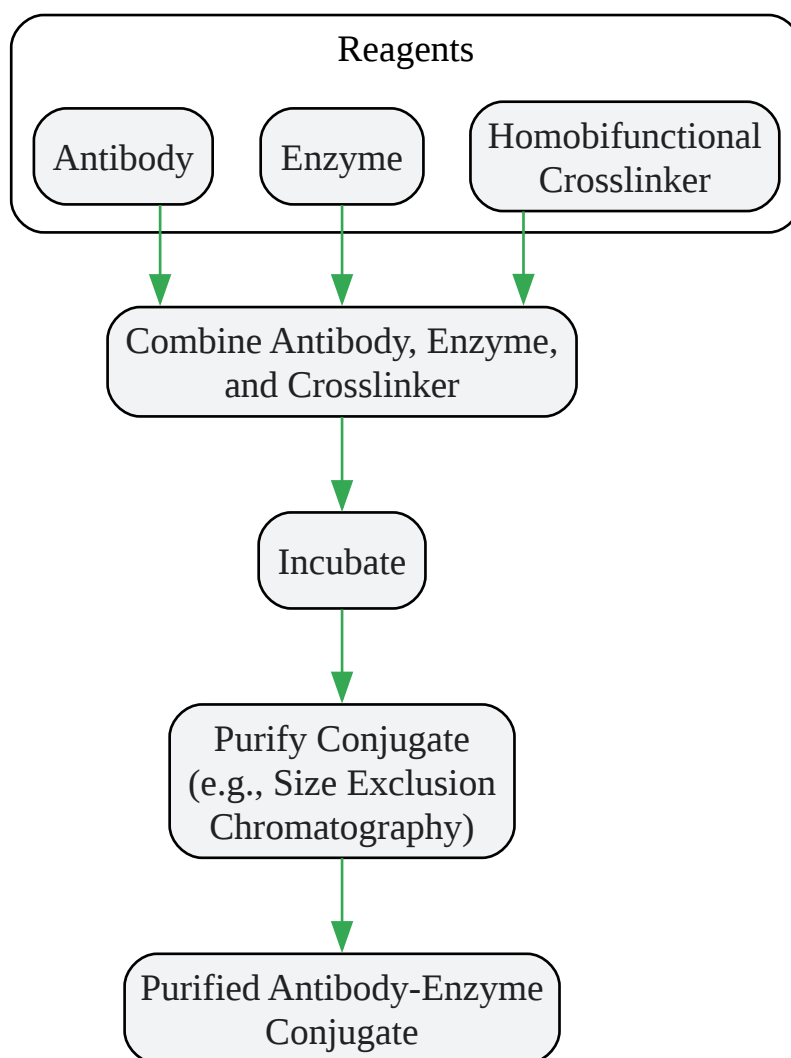 Reagents
Antibody
Enzyme
Homobifunctional
Crosslinker
Combine Antibody, Enzyme,
and Crosslinker
Incubate
Purify Conjugate
(e.g., Size Exclusion
Chromatography)
Purified Antibody-Enzyme
Conjugate